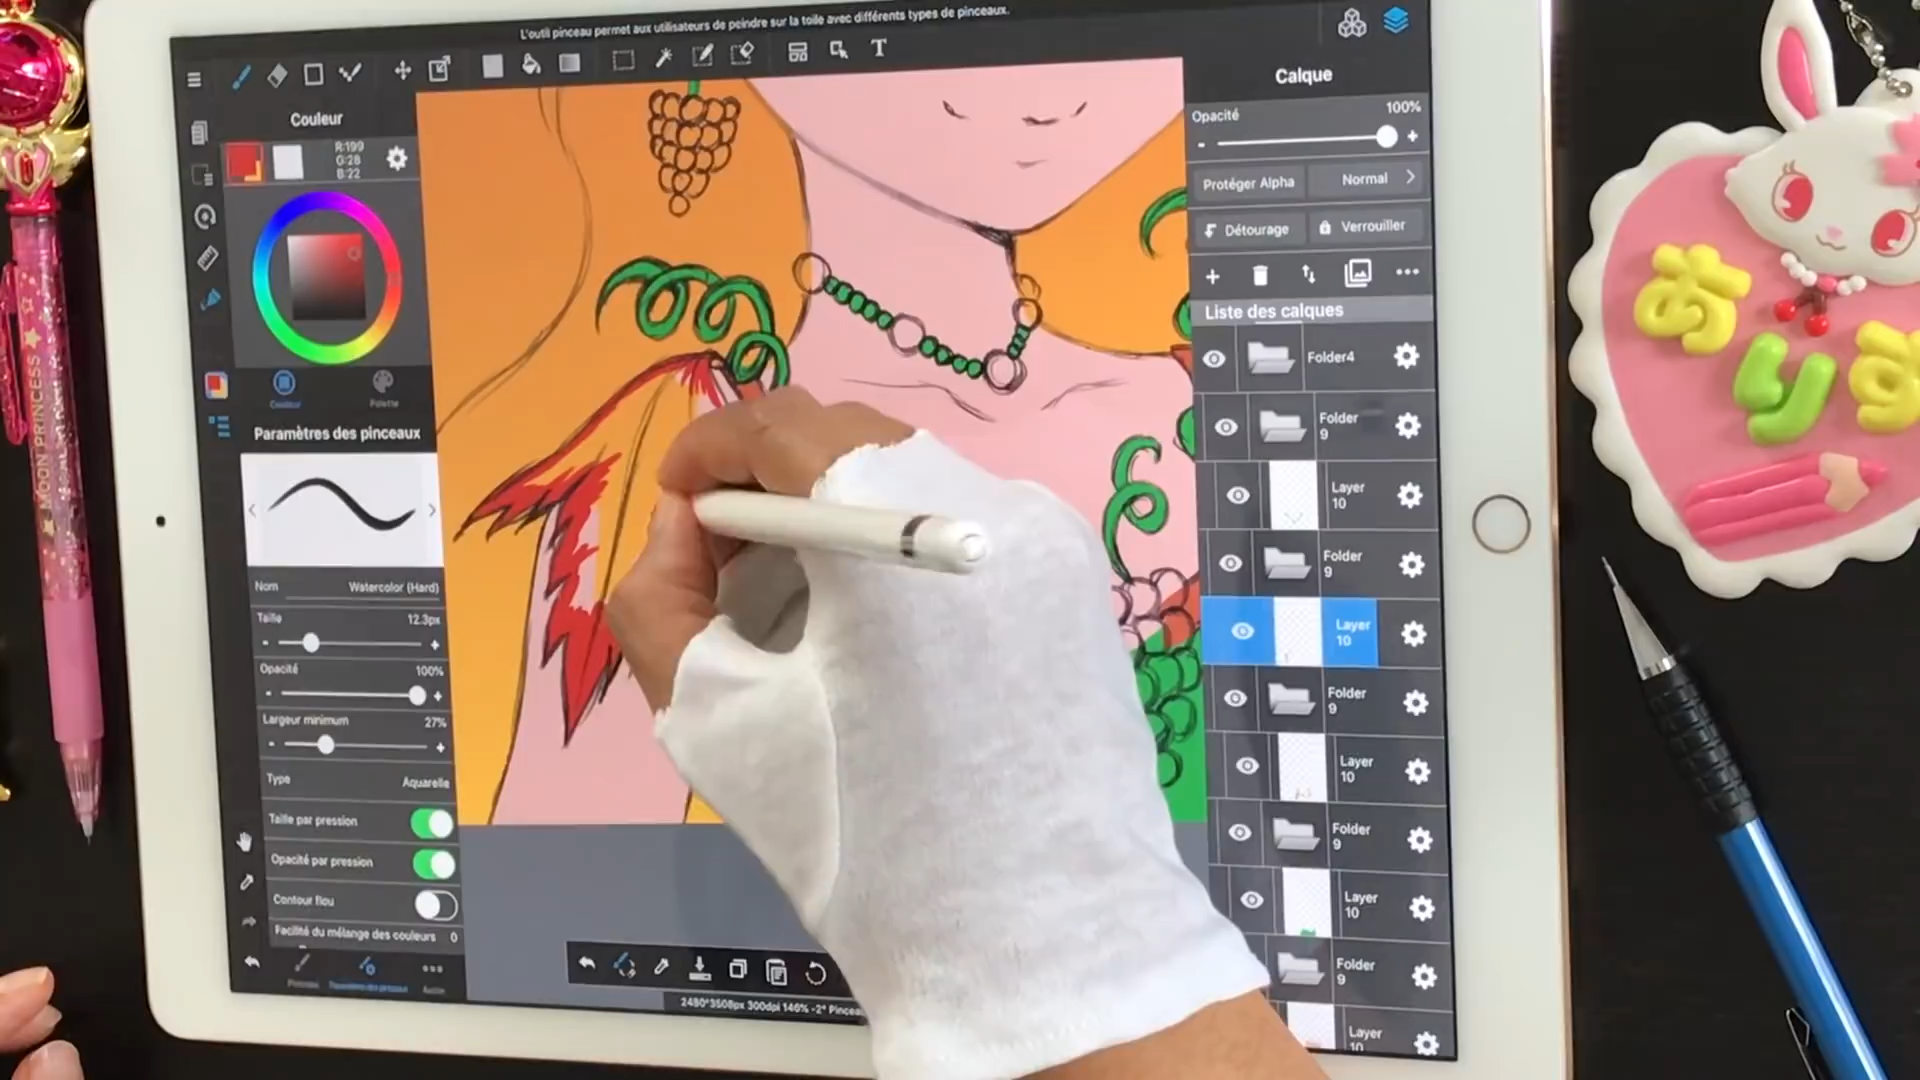 L'outil pinceau permet aux utilisateurs de peindre sur la toile avec différents types de pinceaux.
T
Couleur
R:199
G:28
B:22
Couleur
Palette
Paramètres des pinceaux
Nom Watercolor (Hard)
Taille 12.3px
Opacité 100%
Largeur minimum 27%
Type Aquarelle
Taille par pression
Opacité par pression
Contour flou
Facilité du mélange des couleurs 0
2480*3508px 300dpi 146% -2°
Calque
Opacité 100%
Protéger Alpha Normal
Détourage Verrouiller
Liste des calques
Folder4
Folder
9
Layer
10
Folder
9
Layer
10
Folder
9
Layer
10
Folder
9
Layer
10
Folder
9
Layer
10
MOON PRINCESS